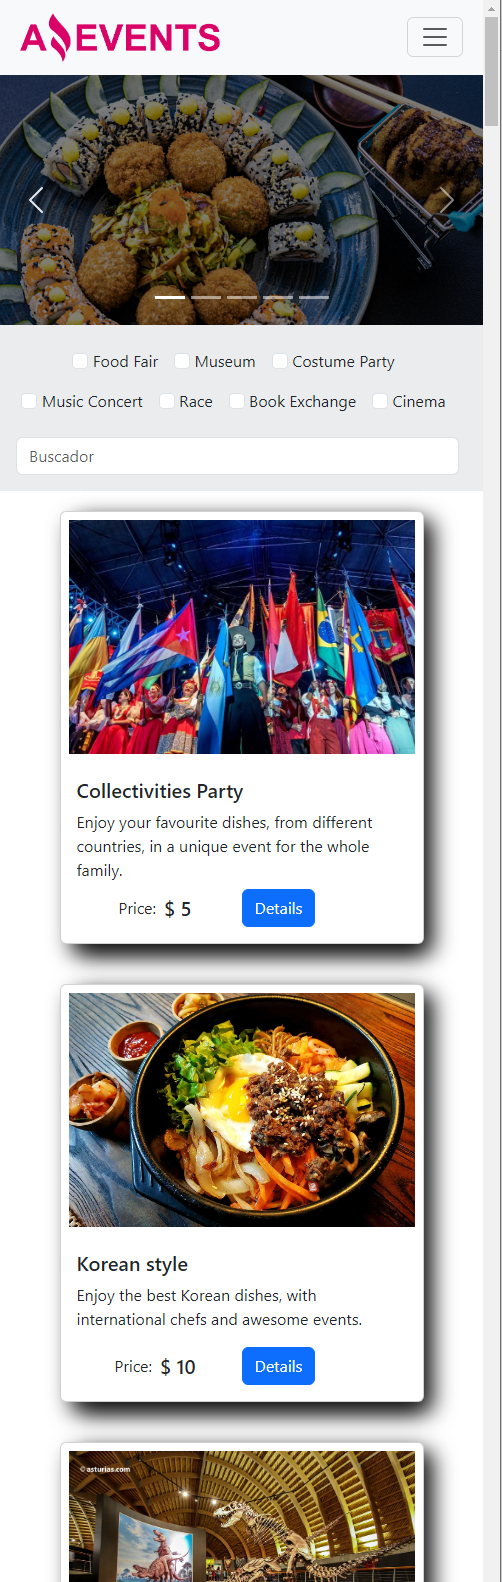 A EVENTS
Food Fair Museum Costume Party
Music Concert Race Book Exchange Cinema
Buscador
Collectivities Party
Enjoy your favourite dishes, from different
countries, in a unique event for the whole
family.
Price: $ 5 Details
Korean style
Enjoy the best Korean dishes, with
international chefs and awesome events.
Price: $ 10 Details
© asturias.com